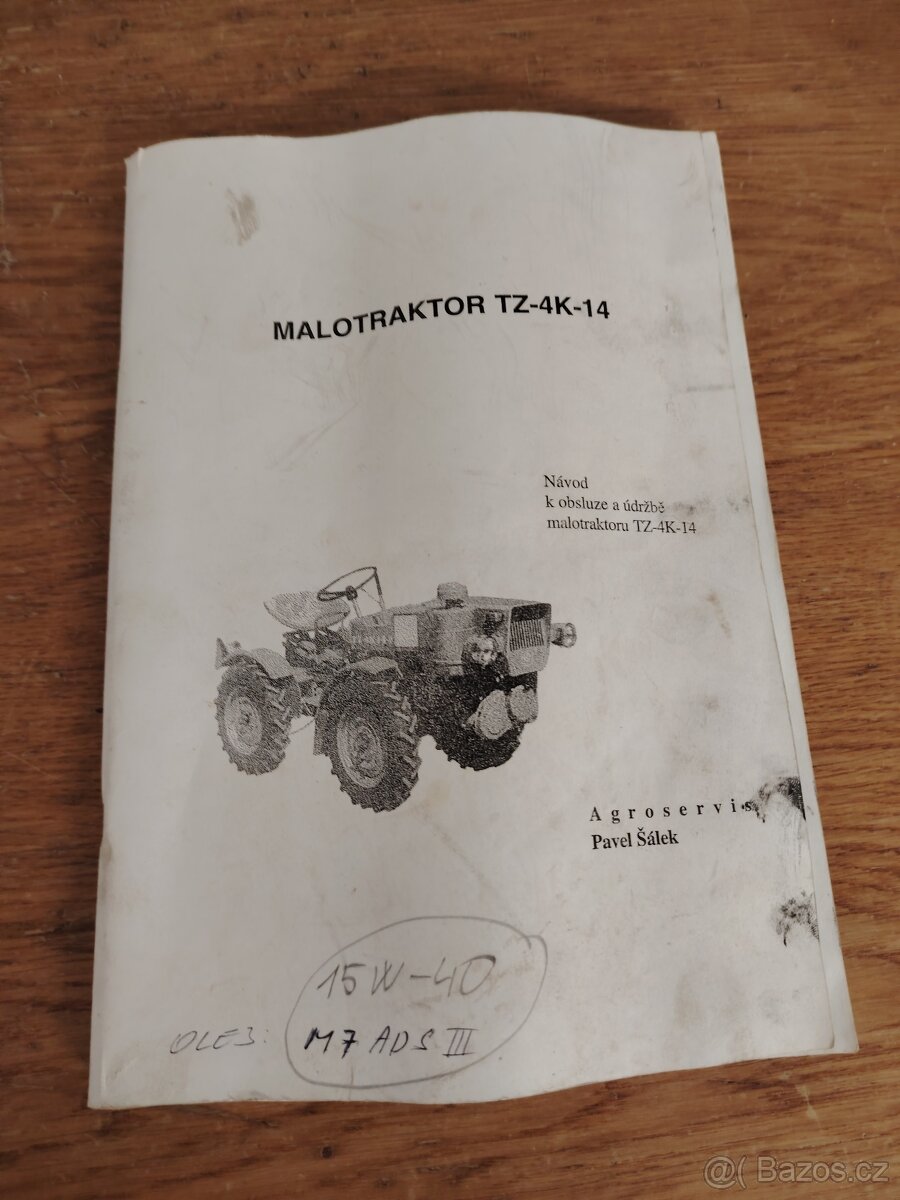 MALOTRAKTOR TZ-4K-14
Návod
k obsluze a údržbě
malotraktoru TZ-4K-14
Agroservis
Pavel Šálek
15W-40
OLEJ: M7 ADS III
@( Bazos.cz